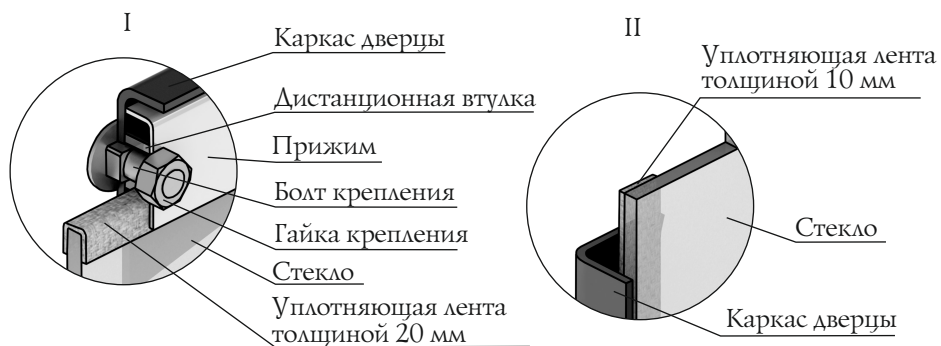 I
Каркас дверцы
Дистанционная втулка
Прижим
Болт крепления
Гайка крепления
Стекло
Уплотняющая лента
толщиной 20 мм
II
Уплотняющая лента
толщиной 10 мм
Стекло
Каркас дверцы